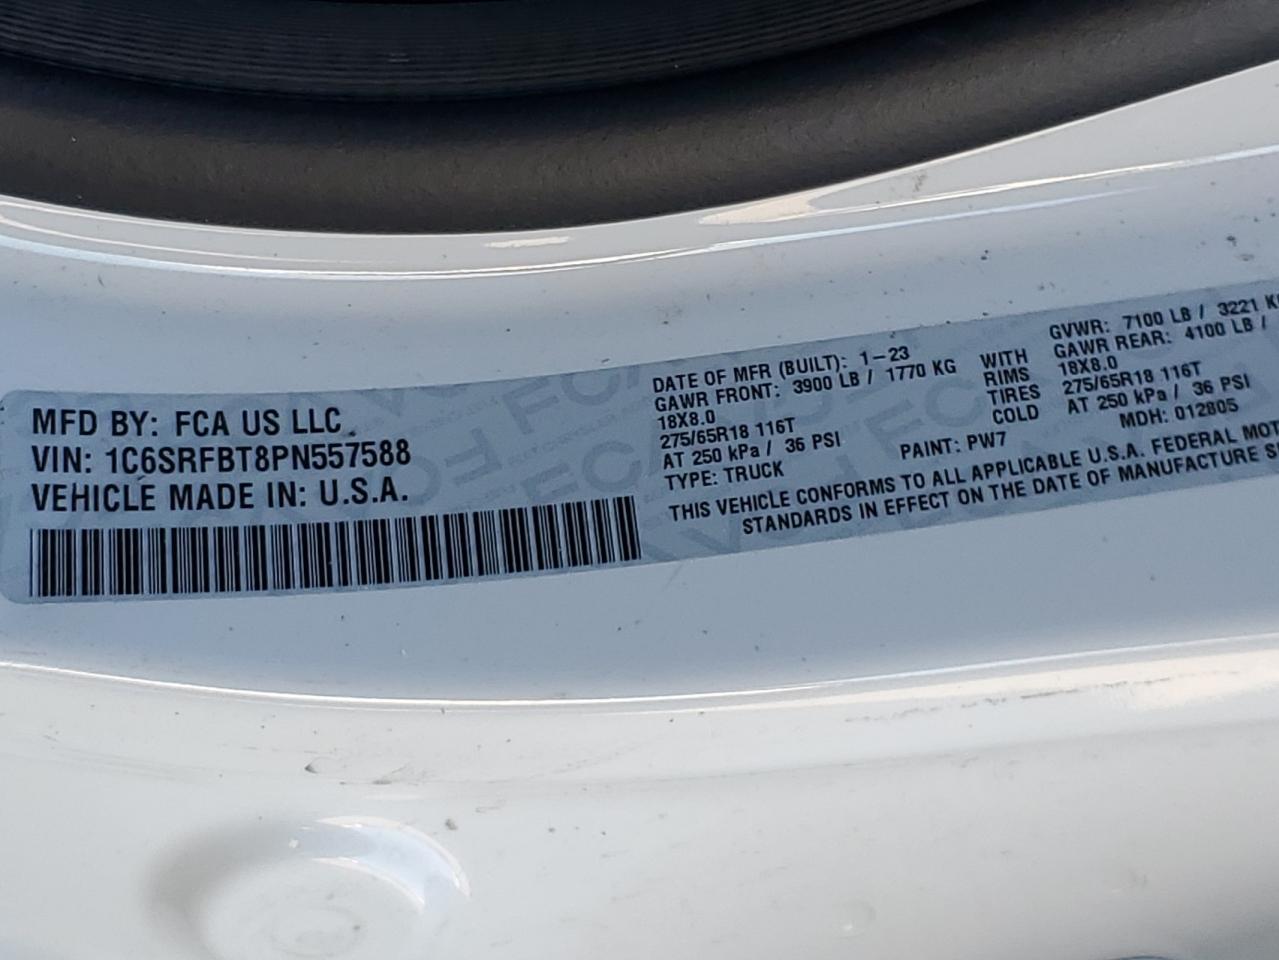 MFD BY: FCA US LLC
VIN: 1C6SRFBT8PN557588
VEHICLE MADE IN: U.S.A.
DATE OF MFR (BUILT): 1-23 GVWR: 7100 LB / 3221 K
GAWR FRONT: 3900 LB / 1770 KG WITH GAWR REAR: 4100 LB /
18X8.0 RIMS 18X8.0
275/65R18 116T TIRES 275/65R18 116T
AT 250 kPa / 36 PSI COLD AT 250 kPa / 36 PSI
TYPE: TRUCK PAINT: PW7 MDH: 012805
THIS VEHICLE CONFORMS TO ALL APPLICABLE U.S.A. FEDERAL MOT
STANDARDS IN EFFECT ON THE DATE OF MANUFACTURE S